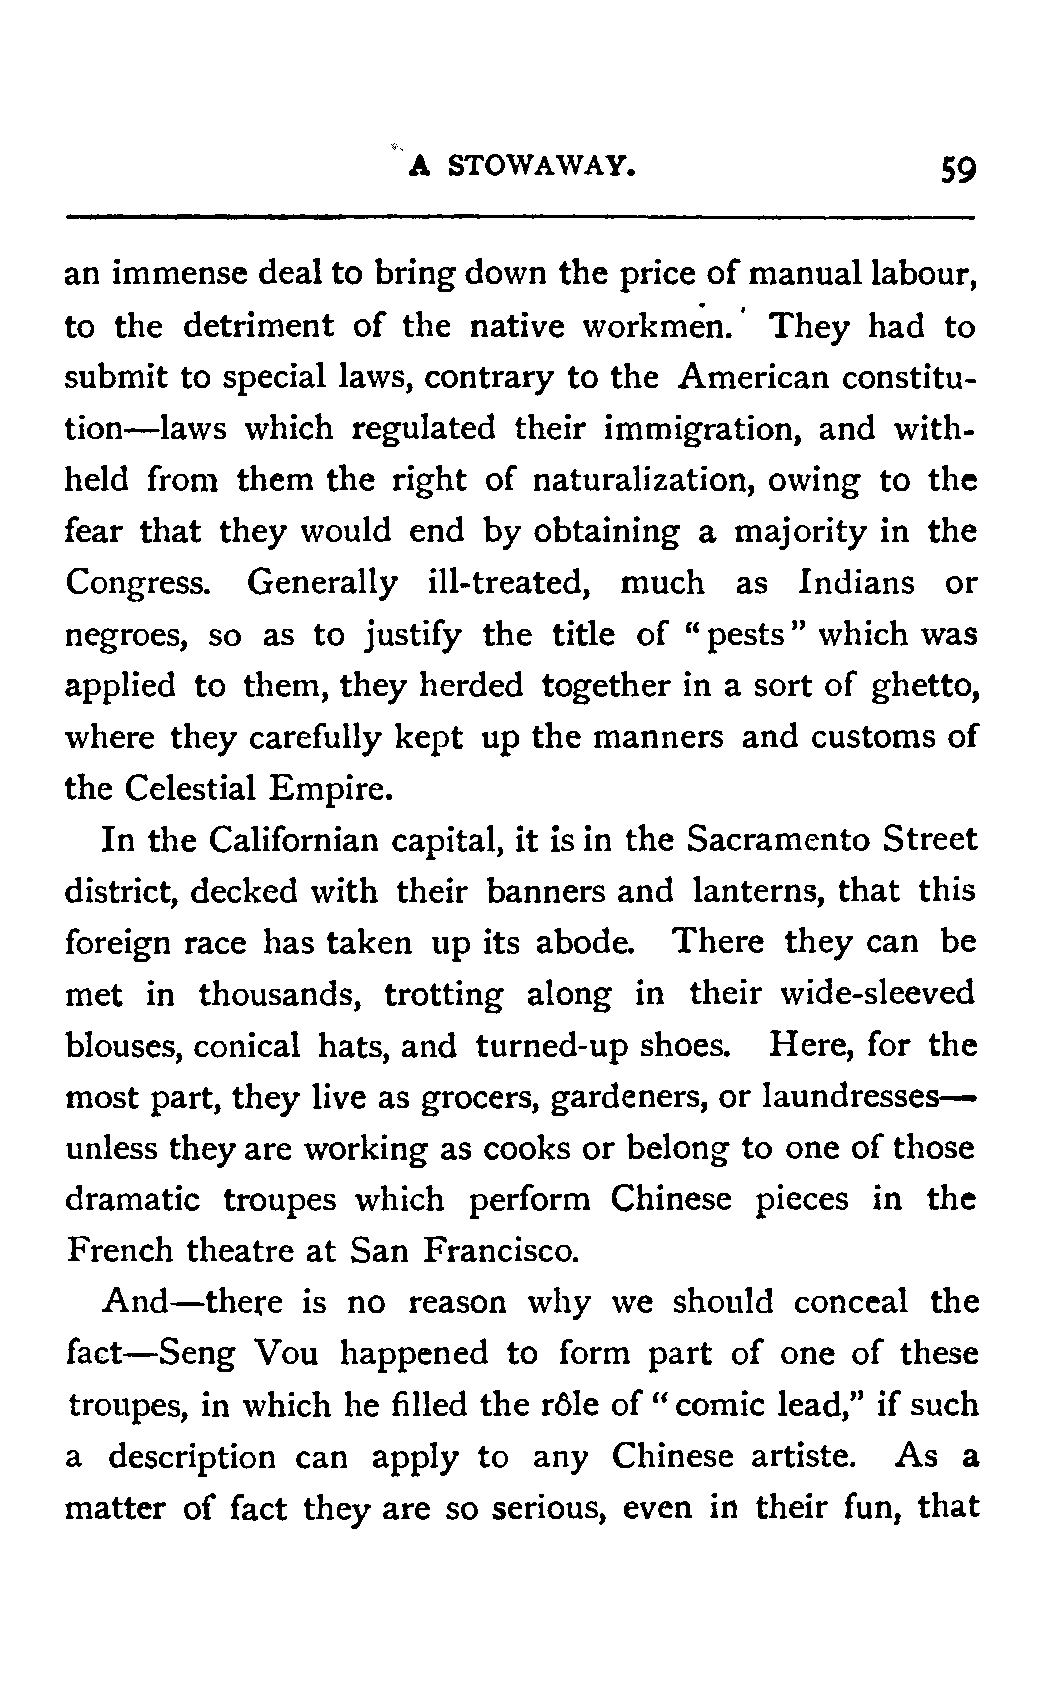 A STOWAWAY. 59
an immense deal to bring down the price of manual labour,
to the detriment of the native workmen. They had to
submit to special laws, contrary to the American constitu-
tion—laws which regulated their immigration, and with-
held from them the right of naturalization, owing to the
fear that they would end by obtaining a majority in the
Congress. Generally ill-treated, much as Indians or
negroes, so as to justify the title of “pests” which was
applied to them, they herded together in a sort of ghetto,
where they carefully kept up the manners and customs of
the Celestial Empire.
In the Californian capital, it is in the Sacramento Street
district, decked with their banners and lanterns, that this
foreign race has taken up its abode. There they can be
met in thousands, trotting along in their wide-sleeved
blouses, conical hats, and turned-up shoes. Here, for the
most part, they live as grocers, gardeners, or laundresses—
unless they are working as cooks or belong to one of those
dramatic troupes which perform Chinese pieces in the
French theatre at San Francisco.
And—there is no reason why we should conceal the
fact—Seng Vou happened to form part of one of these
troupes, in which he filled the rôle of “comic lead,” if such
a description can apply to any Chinese artiste. As a
matter of fact they are so serious, even in their fun, that